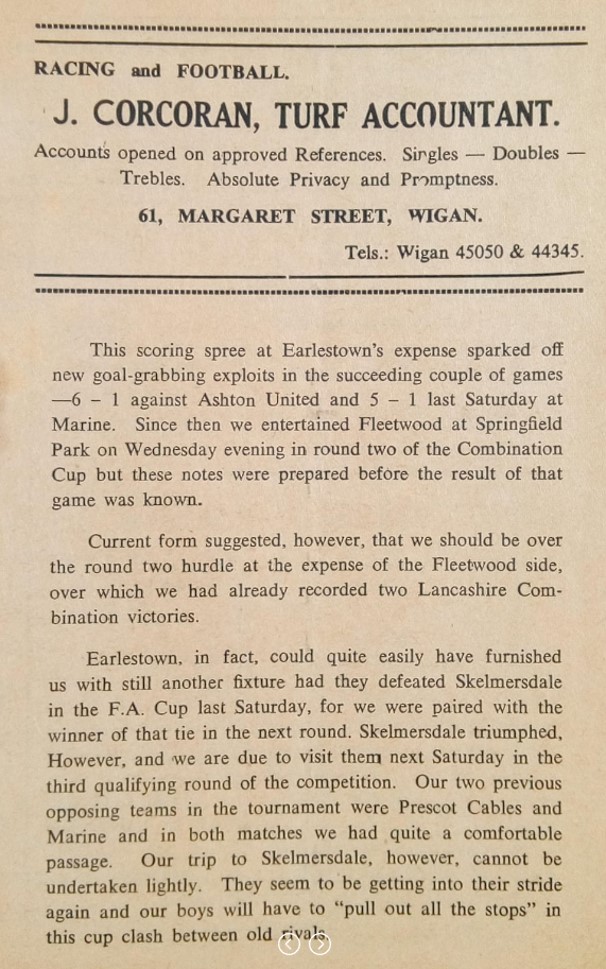 RACING and FOOTBALL.
J. CORCORAN, TURF ACCOUNTANT.
Accounts opened on approved References. Singles — Doubles —
Trebles. Absolute Privacy and Promptness.
61, MARGARET STREET, WIGAN.
Tels.: Wigan 45050 & 44345.
This scoring spree at Earlestown's expense sparked off
new goal-grabbing exploits in the succeeding couple of games
—6 – 1 against Ashton United and 5 – 1 last Saturday at
Marine. Since then we entertained Fleetwood at Springfield
Park on Wednesday evening in round two of the Combination
Cup but these notes were prepared before the result of that
game was known.
Current form suggested, however, that we should be over
the round two hurdle at the expense of the Fleetwood side,
over which we had already recorded two Lancashire Com-
bination victories.
Earlestown, in fact, could quite easily have furnished
us with still another fixture had they defeated Skelmersdale
in the F.A. Cup last Saturday, for we were paired with the
winner of that tie in the next round. Skelmersdale triumphed,
However, and we are due to visit them next Saturday in the
third qualifying round of the competition. Our two previous
opposing teams in the tournament were Prescot Cables and
Marine and in both matches we had quite a comfortable
passage. Our trip to Skelmersdale, however, cannot be
undertaken lightly. They seem to be getting into their stride
again and our boys will have to "pull out all the stops" in
this cup clash between old rivals.